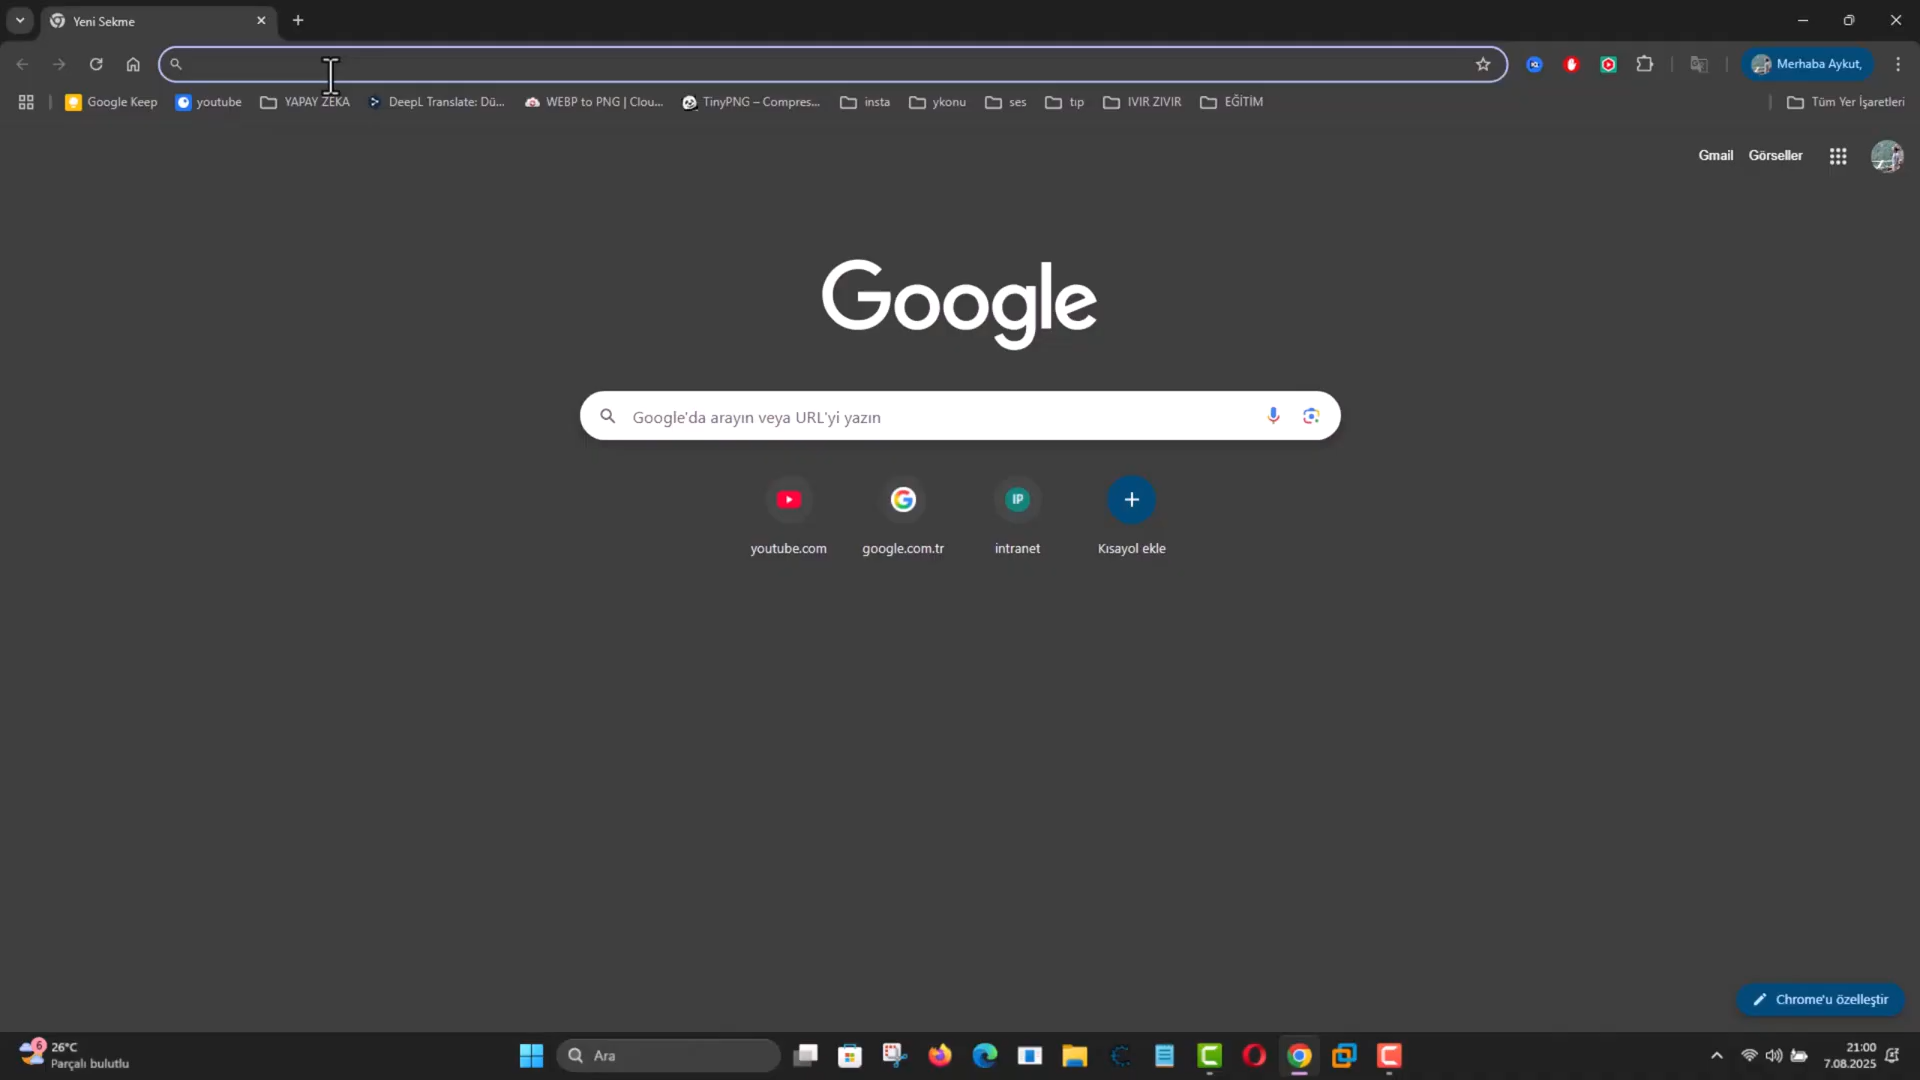 Yeni Sekme
Merhaba Aykut,
Google Keep
youtube
YAPAY ZEKA
DeepL Translate: Dü...
WEBP to PNG | Clou...
TinyPNG – Compres...
insta
ykonu
ses
tıp
IVIR ZIVIR
EĞİTİM
Tüm Yer İşaretleri
Gmail
Görseller
Google
Google'da arayın veya URL'yi yazın
IP
youtube.com
google.com.tr
intranet
Kısayol ekle
Chrome'u özelleştir
6
26°C
Parçalı bulutlu
Ara
21:00
7.08.2025